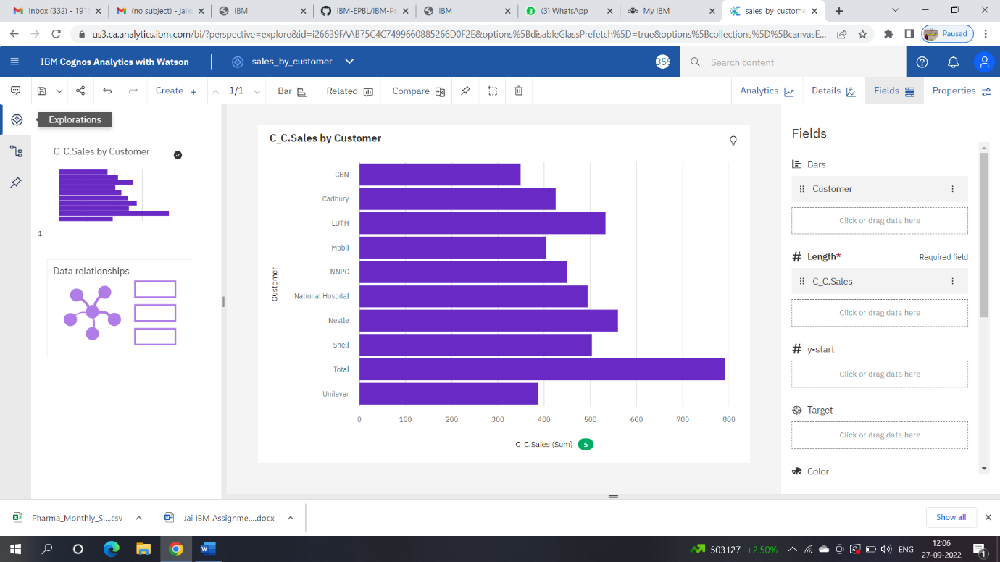 Inbox (332) - 191
(no subject) - jaik
IBM
IBM-EPBL/IBM-Pr
IBM
3
(3) WhatsApp
My IBM
sales_by_custome
us3.ca.analytics.ibm.com/bi/?perspective=explore&id=i26639FAAB75C4C7499660885266D0F2E&options%5BdisableGlassPrefetch%5D=true&options%5Bcollections%5D%5BcanvasE...
Paused
IBM Cognos Analytics with Watson
sales_by_customer
Search content
Create
1/1
Bar
Related
Compare
Analytics
Details
Fields
Properties
Explorations
C_C.Sales by Customer
1
Data relationships
C_C.Sales by Customer
Customer
CBN
Cadbury
LUTH
Mobil
NNPC
National Hospital
Nestle
Shell
Total
Unilever
0 100 200 300 400 500 600 700 800
C_C.Sales (Sum) 5
Fields
Bars
Customer
Click or drag data here
# Length* Required field
C_C.Sales
Click or drag data here
# y-start
Click or drag data here
Target
Click or drag data here
Color
Pharma_Monthly_S....csv
Jai IBM Assignme....docx
Show all
503127 +2.50%
ENG
12:06
27-09-2022
1